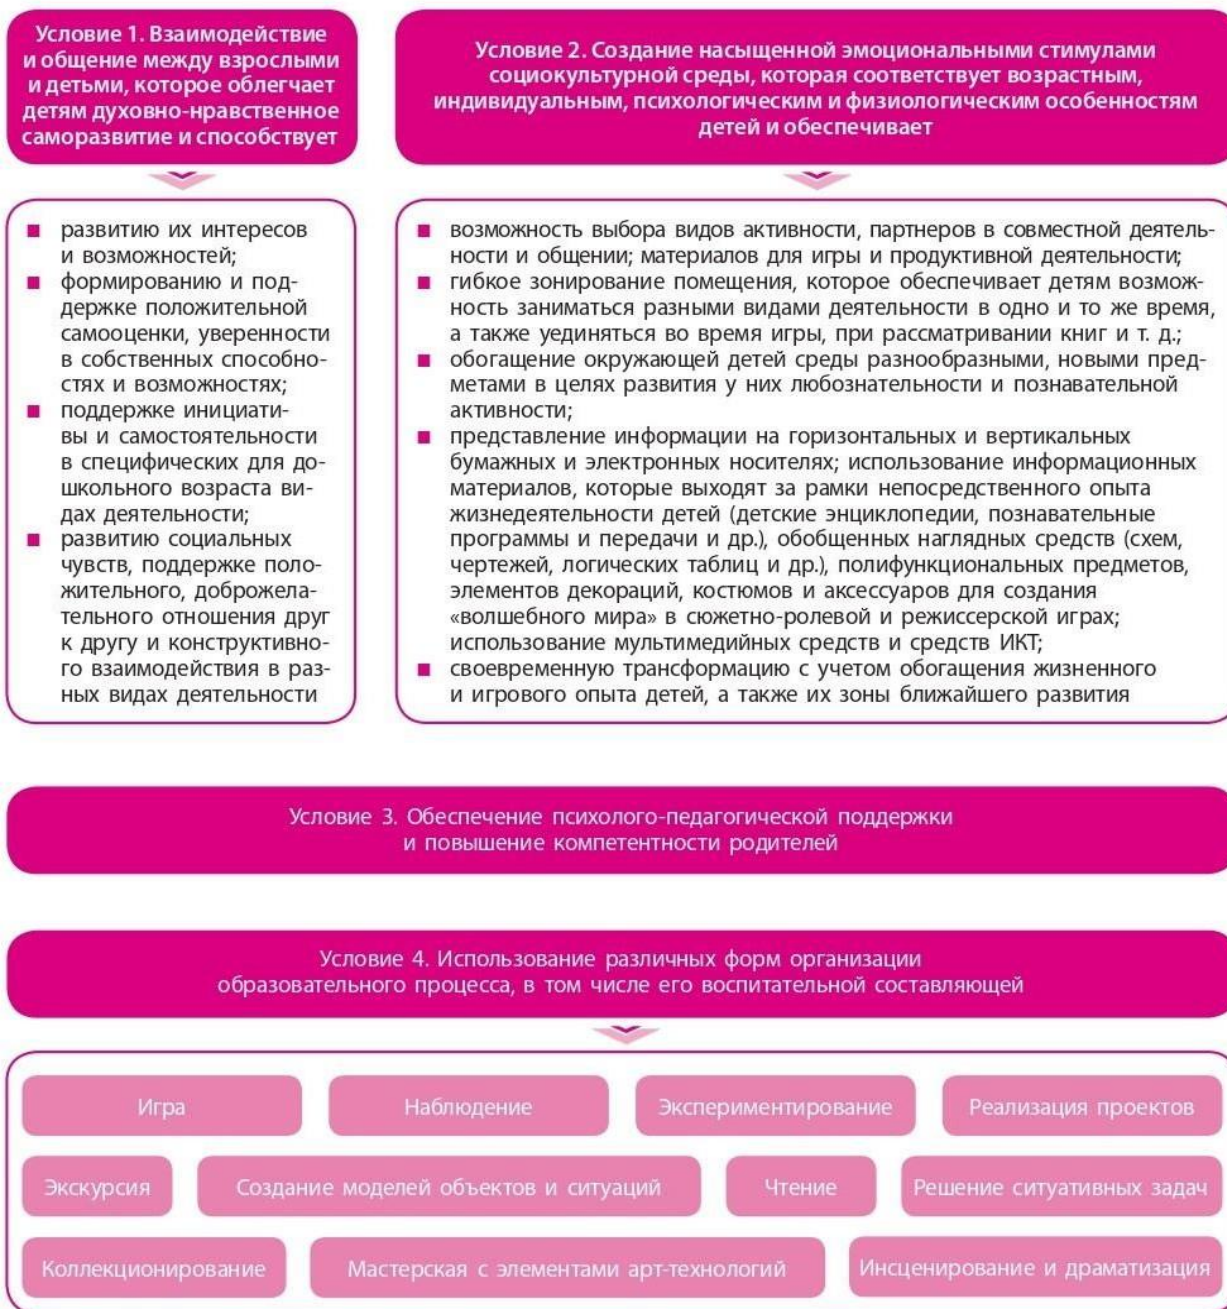 Условие 1. Взаимодействие
и общение между взрослыми
и детьми, которое облегчает
детям духовно-нравственное
саморазвитие и способствует
развитию их интересов
и возможностей;
формированию и под-
держке положительной
самооценки, уверенности
в собственных способно-
стях и возможностях;
поддержке инициати-
вы и самостоятельности
в специфических для до-
школьного возраста ви-
дах деятельности;
развитию социальных
чувств, поддержке поло-
жительного, доброжела-
тельного отношения друг
к другу и конструктивно-
го взаимодействия в раз-
ных видах деятельности
Условие 2. Создание насыщенной эмоциональными стимулами
социокультурной среды, которая соответствует возрастным,
индивидуальным, психологическим и физиологическим особенностям
детей и обеспечивает
возможность выбора видов активности, партнеров в совместной деятель-
ности и общении; материалов для игры и продуктивной деятельности;
гибкое зонирование помещения, которое обеспечивает детям возмож-
ность заниматься разными видами деятельности в одно и то же время,
а также уединяться во время игры, при рассматривании книг и т. д.;
обогащение окружающей детей среды разнообразными, новыми пред-
метами в целях развития у них любознательности и познавательной
активности;
представление информации на горизонтальных и вертикальных
бумажных и электронных носителях; использование информационных
материалов, которые выходят за рамки непосредственного опыта
жизнедеятельности детей (детские энциклопедии, познавательные
программы и передачи и др.), обобщенных наглядных средств (схем,
чертежей, логических таблиц и др.), полифункциональных предметов,
элементов декораций, костюмов и аксессуаров для создания
«волшебного мира» в сюжетно-ролевой и режиссерской играх;
использование мультимедийных средств и средств ИКТ;
своевременную трансформацию с учетом обогащения жизненного
и игрового опыта детей, а также их зоны ближайшего развития
Условие 3. Обеспечение психолого-педагогической поддержки
и повышение компетентности родителей
Условие 4. Использование различных форм организации
образовательного процесса, в том числе его воспитательной составляющей
Игра
Наблюдение
Экспериментирование
Реализация проектов
Экскурсия
Создание моделей объектов и ситуаций
Чтение
Решение ситуативных задач
Коллекционирование
Мастерская с элементами арт-технологий
Инсценирование и драматизация